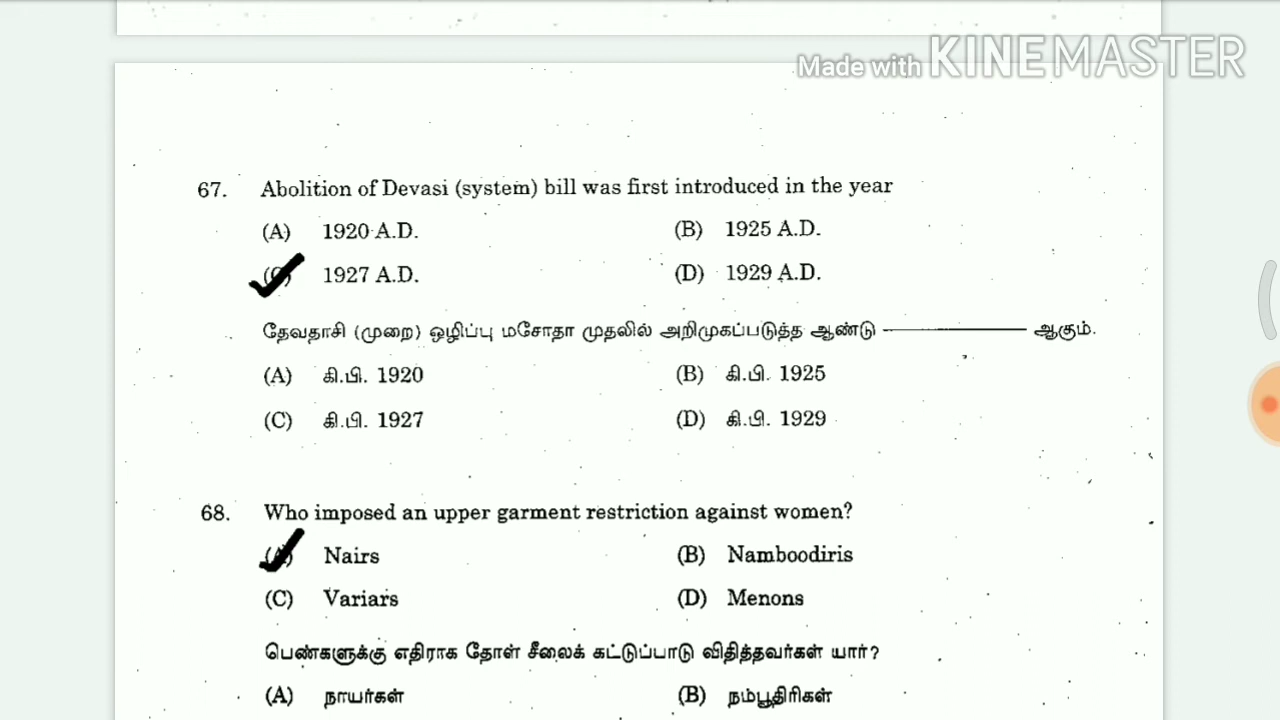 Made with KINEMASTER
67. Abolition of Devasi (system) bill was first introduced in the year
(A) 1920 A.D. (B) 1925 A.D.
(C) 1927 A.D. (D) 1929 A.D.
தேவதாசி (முறை) ஒழிப்பு மசோதா முதலில் அறிமுகப்படுத்த ஆண்டு ———— ஆகும்.
(A) கி.பி. 1920 (B) கி.பி. 1925
(C) கி.பி. 1927 (D) கி.பி. 1929
68. Who imposed an upper garment restriction against women?
(A) Nairs (B) Namboodiris
(C) Variars (D) Menons
பெண்களுக்கு எதிராக தோள் சீலைக் கட்டுப்பாடு விதித்தவர்கள் யார்?
(A) நாயர்கள் (B) நம்பூதிரிகள்